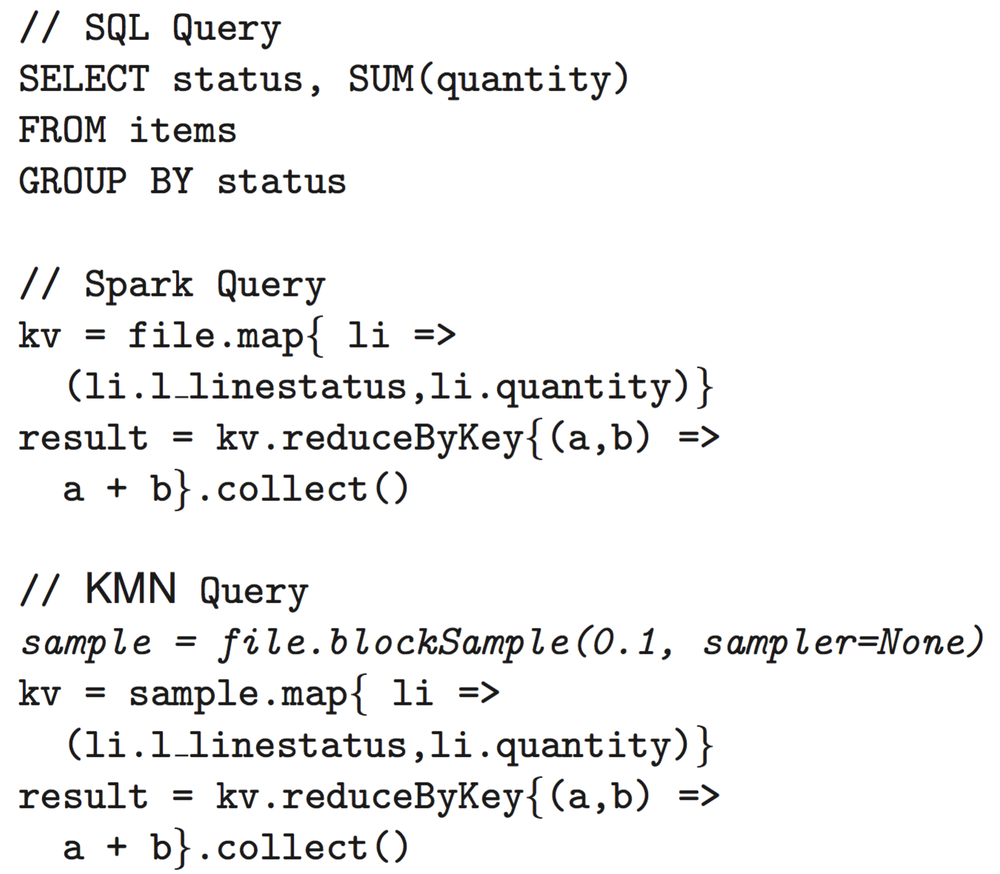 // SQL Query
SELECT status, SUM(quantity)
FROM items
GROUP BY status
// Spark Query
kv = file.map{ li =>
(li.l_linestatus,li.quantity)}
result = kv.reduceByKey{(a,b) =>
a + b}.collect()
// KMN Query
sample = file.blockSample(0.1, sampler=None)
kv = sample.map{ li =>
(li.l_linestatus,li.quantity)}
result = kv.reduceByKey{(a,b) =>
a + b}.collect()